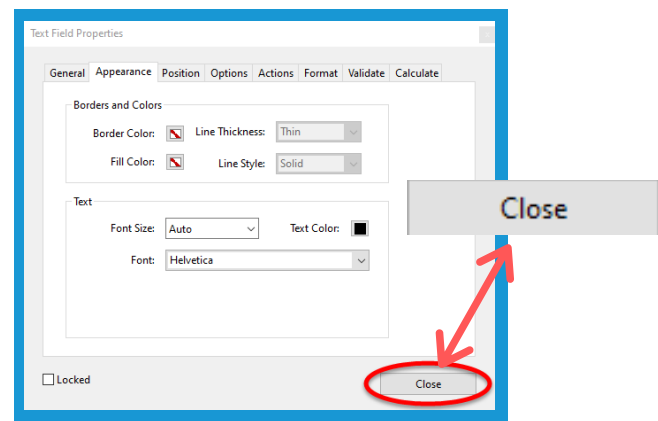 Text Field Properties
General Appearance Position Options Actions Format Validate Calculate
Borders and Colors
Border Color: Line Thickness: Thin
Fill Color: Line Style: Solid
Text
Font Size: Auto Text Color:
Font: Helvetica
Close
Locked
Close